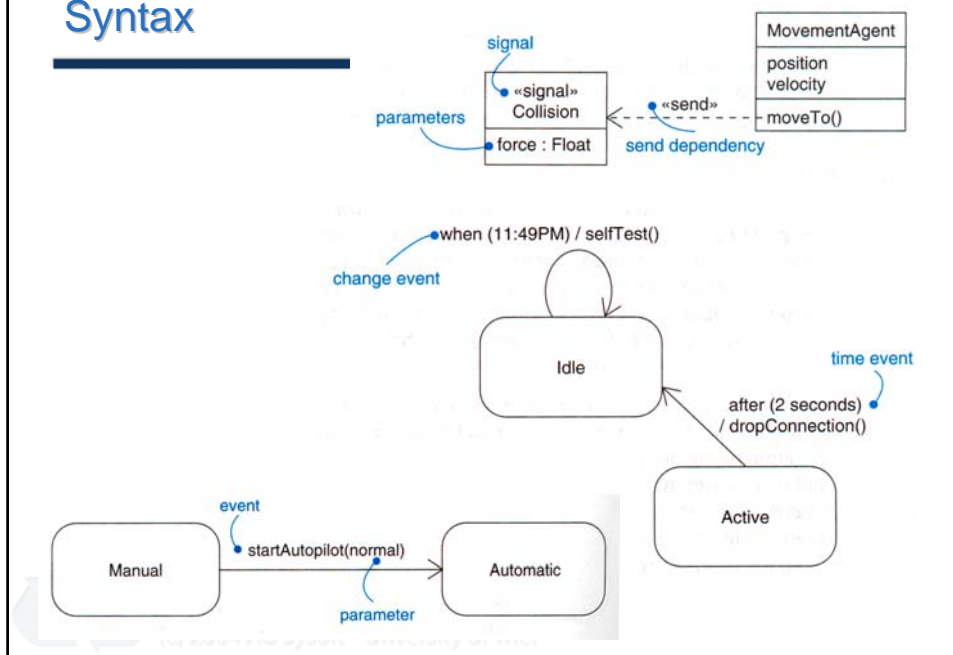 Syntax
signal
«signal»
Collision
parameters
force : Float
«send»
send dependency
MovementAgent
position
velocity
moveTo()
when (11:49PM) / selfTest()
change event
Idle
time event
after (2 seconds)
/ dropConnection()
Active
event
startAutopilot(normal)
Manual
Automatic
parameter